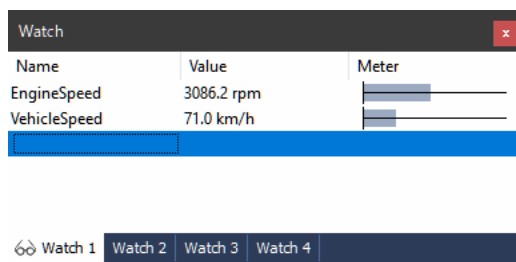 Watch x
Name Value Meter
EngineSpeed 3086.2 rpm
VehicleSpeed 71.0 km/h
Watch 1 Watch 2 Watch 3 Watch 4